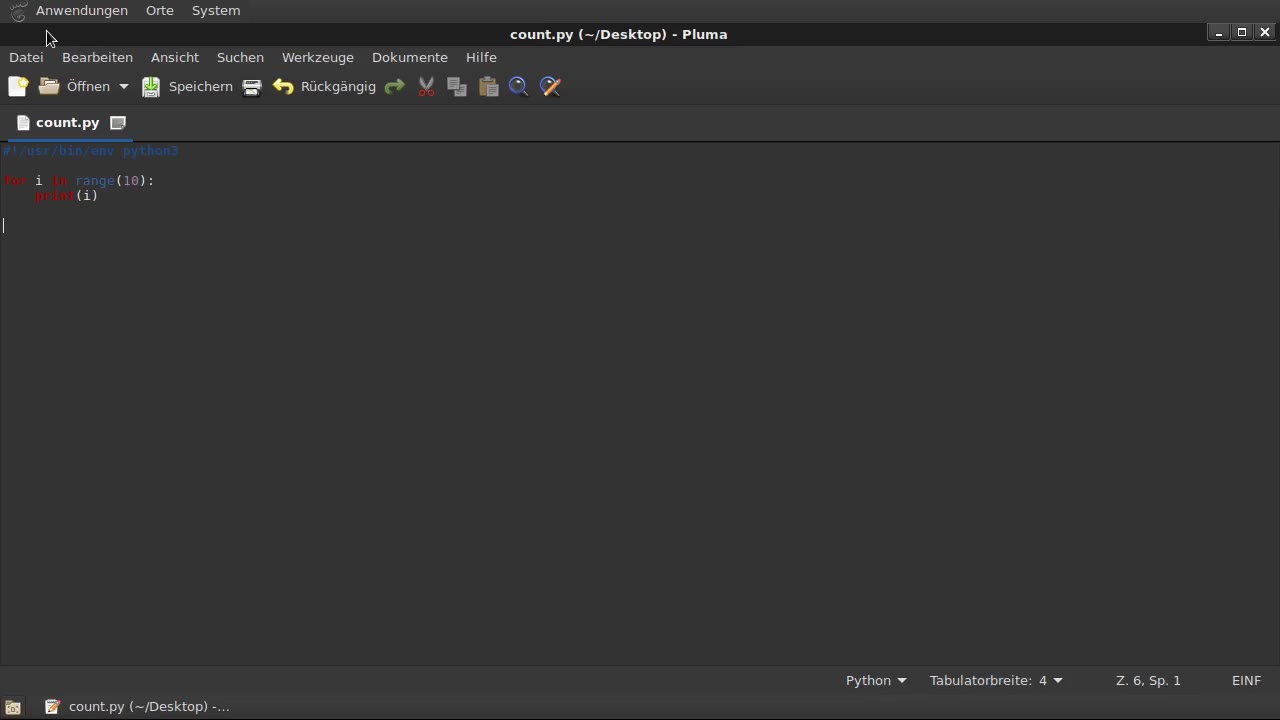 Anwendungen Orte System
count.py (~/Desktop) - Pluma
Datei Bearbeiten Ansicht Suchen Werkzeuge Dokumente Hilfe
Öffnen Speichern Rückgängig
count.py
#!/usr/bin/env python3
for i in range(10):
    print(i)
Python Tabulatorbreite: 4 Z. 6, Sp. 1 EINF
count.py (~/Desktop) -...